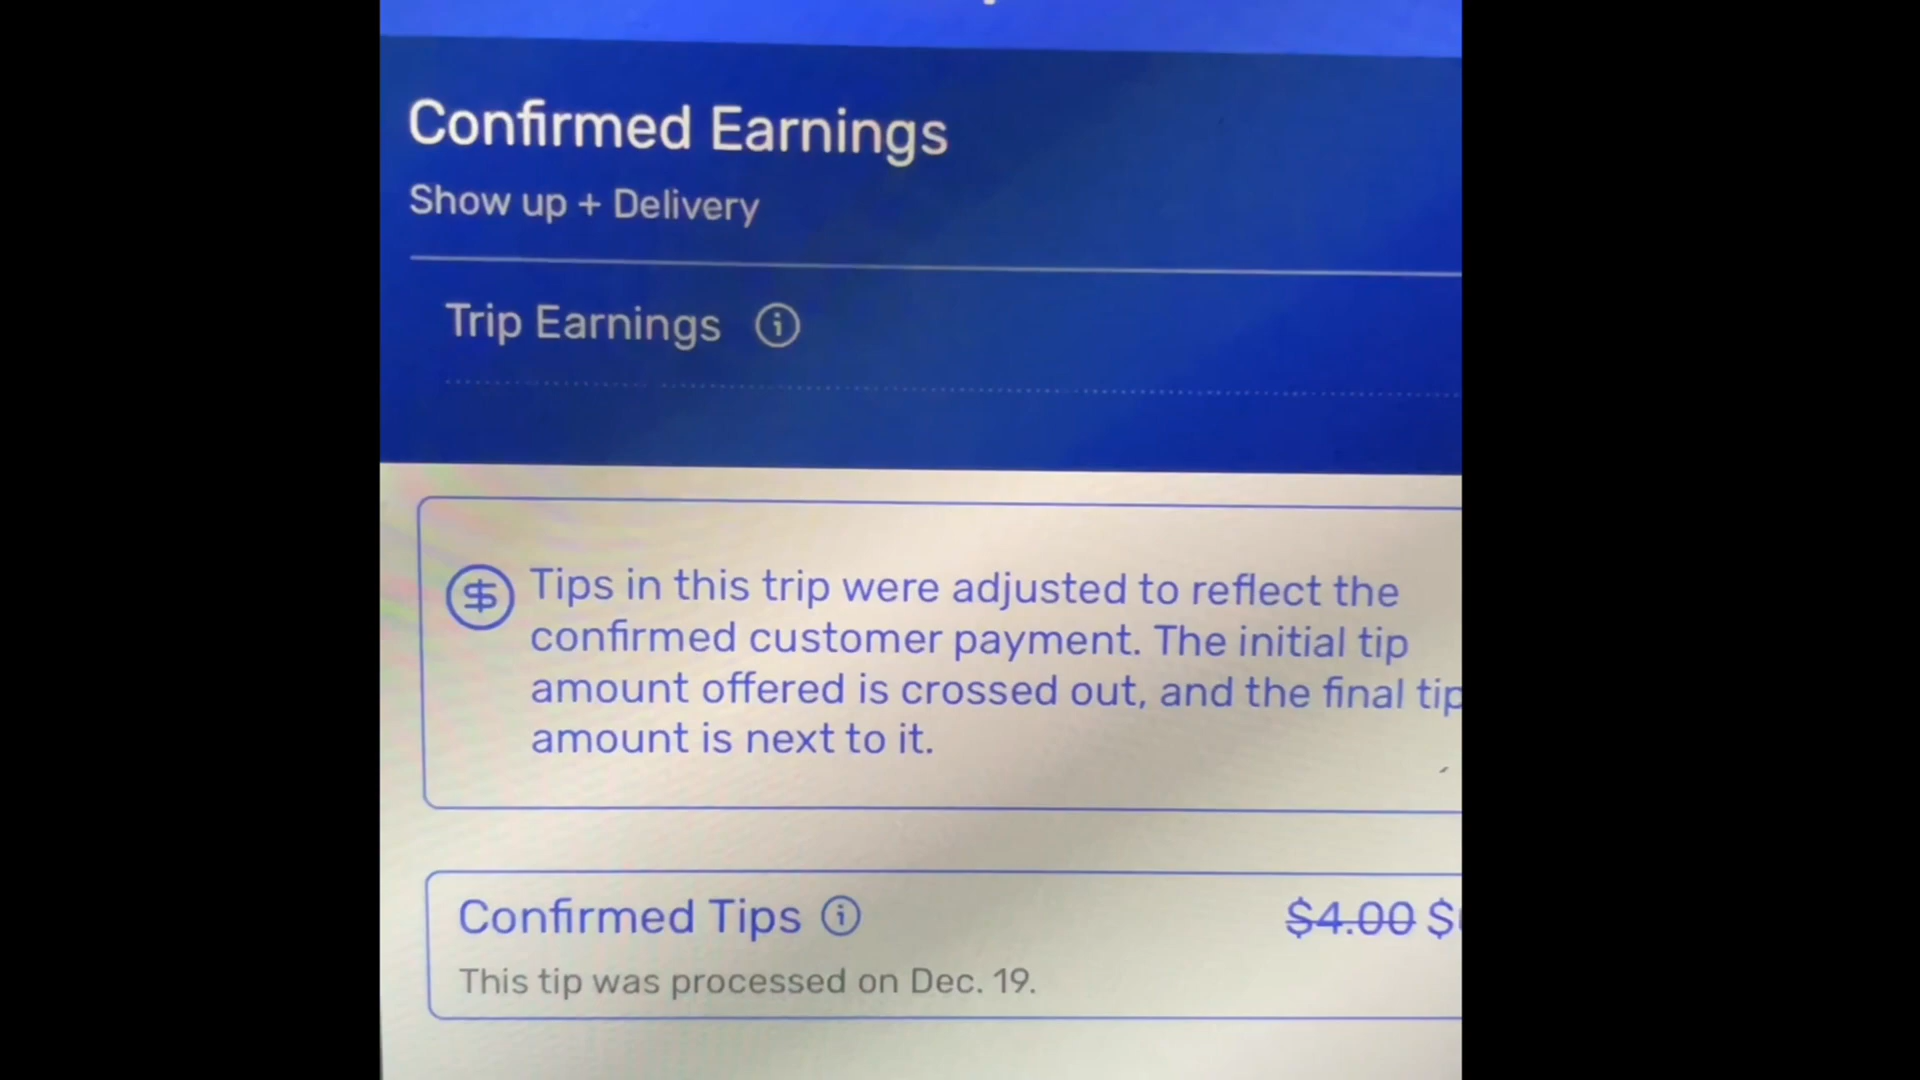 Confirmed Earnings
Show up + Delivery
Trip Earnings
Tips in this trip were adjusted to reflect the
confirmed customer payment. The initial tip
amount offered is crossed out, and the final tip
amount is next to it.
Confirmed Tips $4.00 $
This tip was processed on Dec. 19.